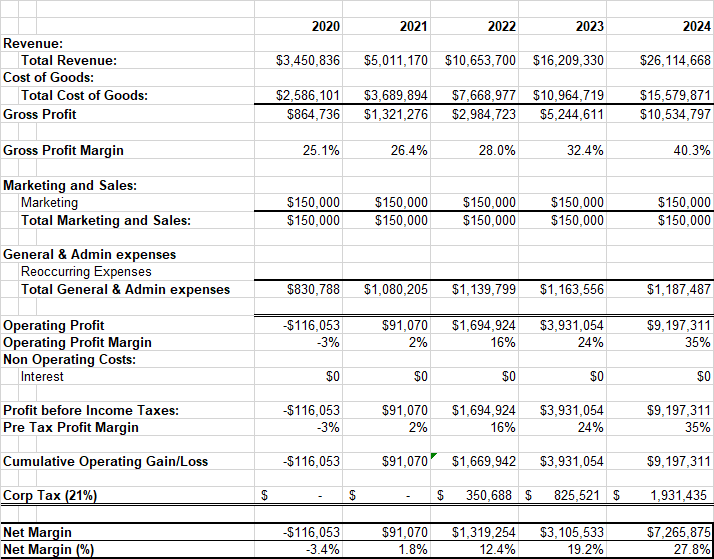 2020 2021 2022 2023 2024
Revenue:
Total Revenue: $3,450,836 $5,011,170 $10,653,700 $16,209,330 $26,114,668
Cost of Goods:
Total Cost of Goods: $2,586,101 $3,689,894 $7,668,977 $10,964,719 $15,579,871
Gross Profit $864,736 $1,321,276 $2,984,723 $5,244,611 $10,534,797
Gross Profit Margin 25.1% 26.4% 28.0% 32.4% 40.3%
Marketing and Sales:
Marketing $150,000 $150,000 $150,000 $150,000 $150,000
Total Marketing and Sales: $150,000 $150,000 $150,000 $150,000 $150,000
General & Admin expenses
Reoccurring Expenses
Total General & Admin expenses $830,788 $1,080,205 $1,139,799 $1,163,556 $1,187,487
Operating Profit -$116,053 $91,070 $1,694,924 $3,931,054 $9,197,311
Operating Profit Margin -3% 2% 16% 24% 35%
Non Operating Costs:
Interest $0 $0 $0 $0 $0
Profit before Income Taxes: -$116,053 $91,070 $1,694,924 $3,931,054 $9,197,311
Pre Tax Profit Margin -3% 2% 16% 24% 35%
Cumulative Operating Gain/Loss -$116,053 $91,070 $1,669,942 $3,931,054 $9,197,311
Corp Tax (21%) $ - $ - $ 350,688 $ 825,521 $ 1,931,435
Net Margin -$116,053 $91,070 $1,319,254 $3,105,533 $7,265,875
Net Margin (%) -3.4% 1.8% 12.4% 19.2% 27.8%